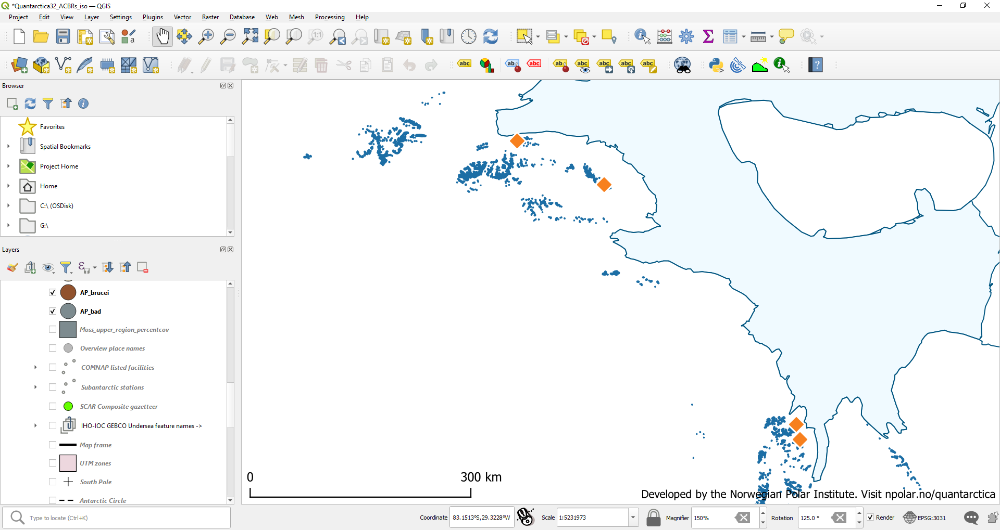 *Quantarctica32_ACBRs_iso — QGIS
Project Edit View Layer Settings Plugins Vector Raster Database Web Mesh Processing Help
Browser
Favorites
Spatial Bookmarks
Project Home
Home
C:\ (OSDisk)
G:\
Layers
AP_brucei
AP_bad
Moss_upper_region_percentcov
Overview place names
COMNAP listed facilities
Subantarctic stations
SCAR Composite gazetteer
IHO-IOC GEBCO Undersea feature names ->
Map frame
UTM zones
South Pole
Antarctic Circle
0 300 km
Developed by the Norwegian Polar Institute. Visit npolar.no/quantarctica
Type to locate (Ctrl+K) Coordinate 83.1513°S,29.3228°W Scale 1:5231973 Magnifier 150% Rotation 125.0 ° Render EPSG:3031